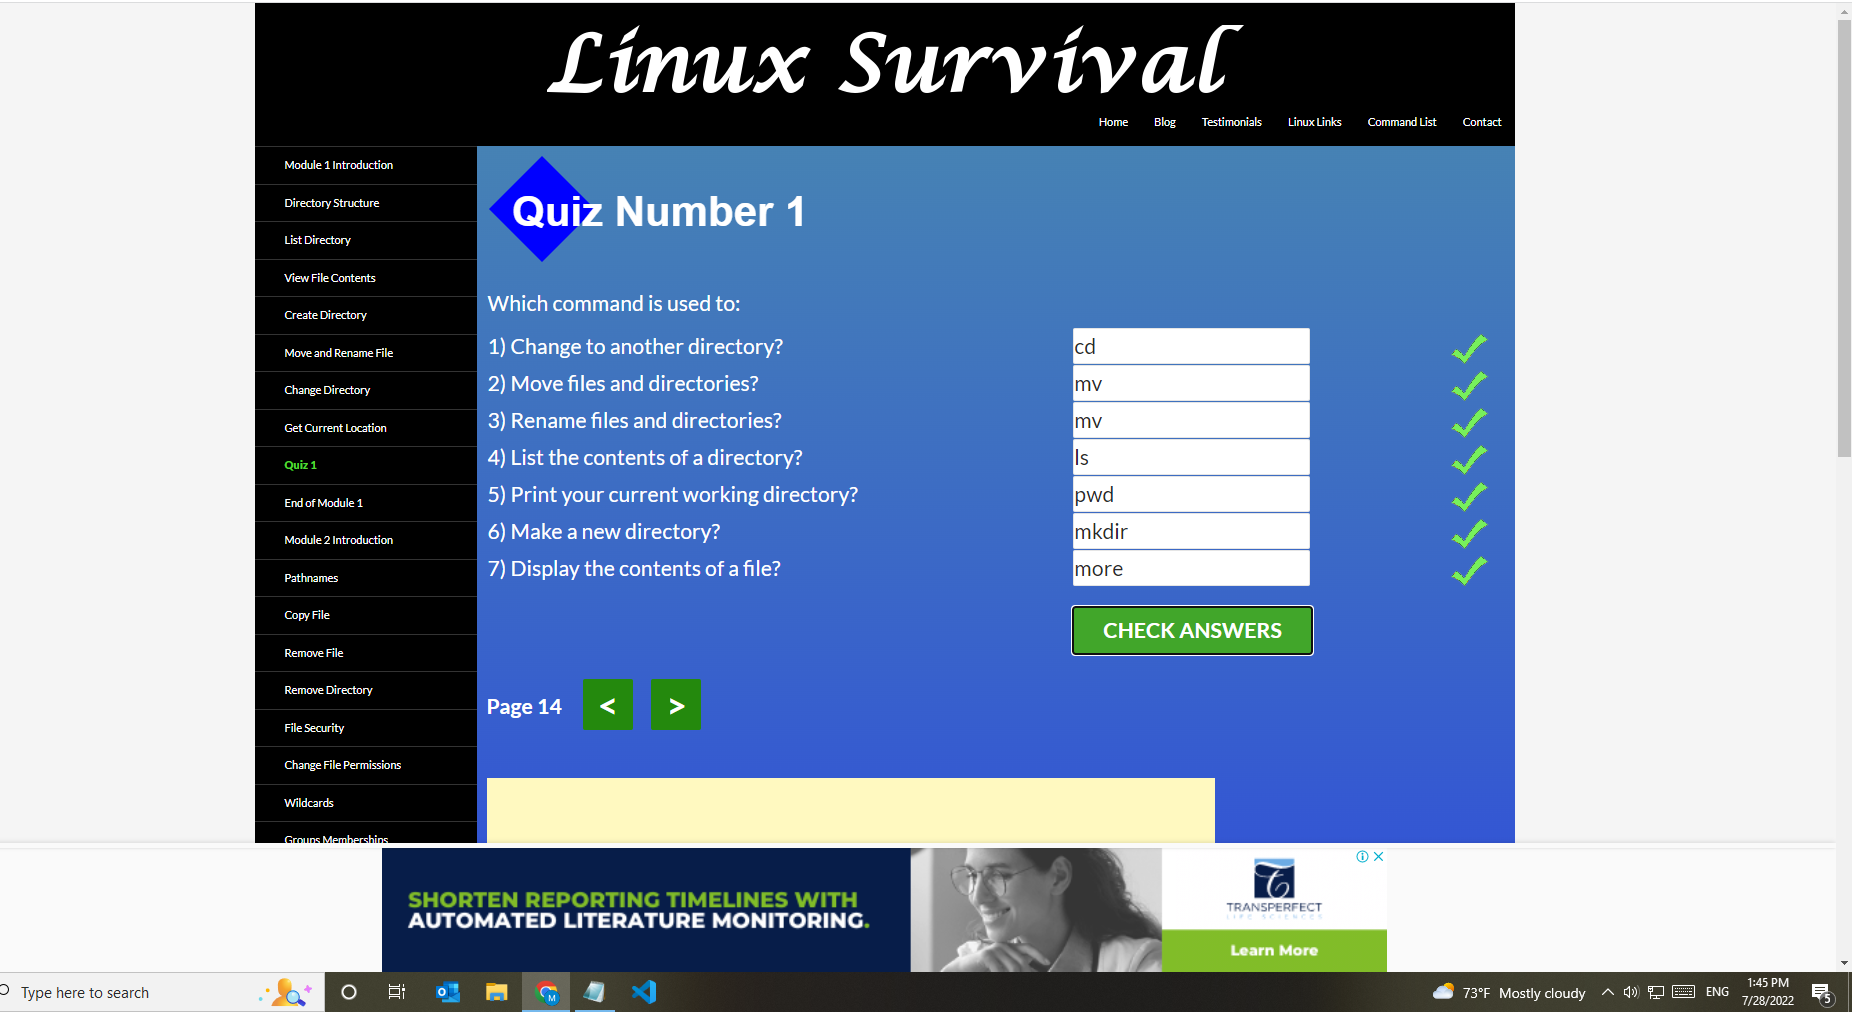 Linux Survival
Home Blog Testimonials Linux Links Command List Contact
Module 1 Introduction
Directory Structure
List Directory
View File Contents
Create Directory
Move and Rename File
Change Directory
Get Current Location
Quiz 1
End of Module 1
Module 2 Introduction
Pathnames
Copy File
Remove File
Remove Directory
File Security
Change File Permissions
Wildcards
Groups Memberships
Quiz Number 1
Which command is used to:
1) Change to another directory? cd
2) Move files and directories? mv
3) Rename files and directories? mv
4) List the contents of a directory? ls
5) Print your current working directory? pwd
6) Make a new directory? mkdir
7) Display the contents of a file? more
CHECK ANSWERS
Page 14 < >
SHORTEN REPORTING TIMELINES WITH
AUTOMATED LITERATURE MONITORING.
TRANSPERFECT
LIFE SCIENCES
Learn More
Type here to search
73°F Mostly cloudy
ENG
1:45 PM
7/28/2022
5